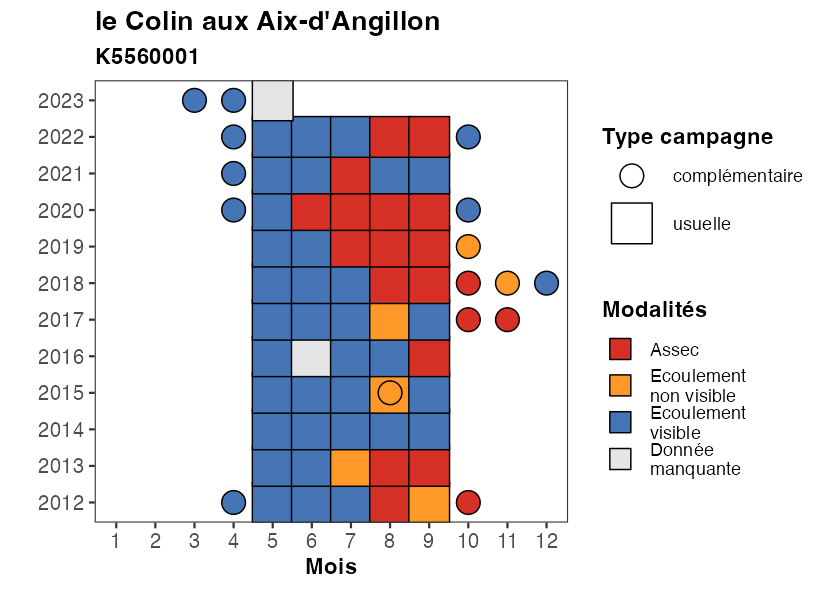 le Colin aux Aix-d'Angillon
K5560001
2023
2022
2021
2020
2019
2018
2017
2016
2015
2014
2013
2012
1 2 3 4 5 6 7 8 9 10 11 12
Mois
Type campagne
complémentaire
usuelle
Modalités
Assec
Ecoulement
non visible
Ecoulement
visible
Donnée
manquante